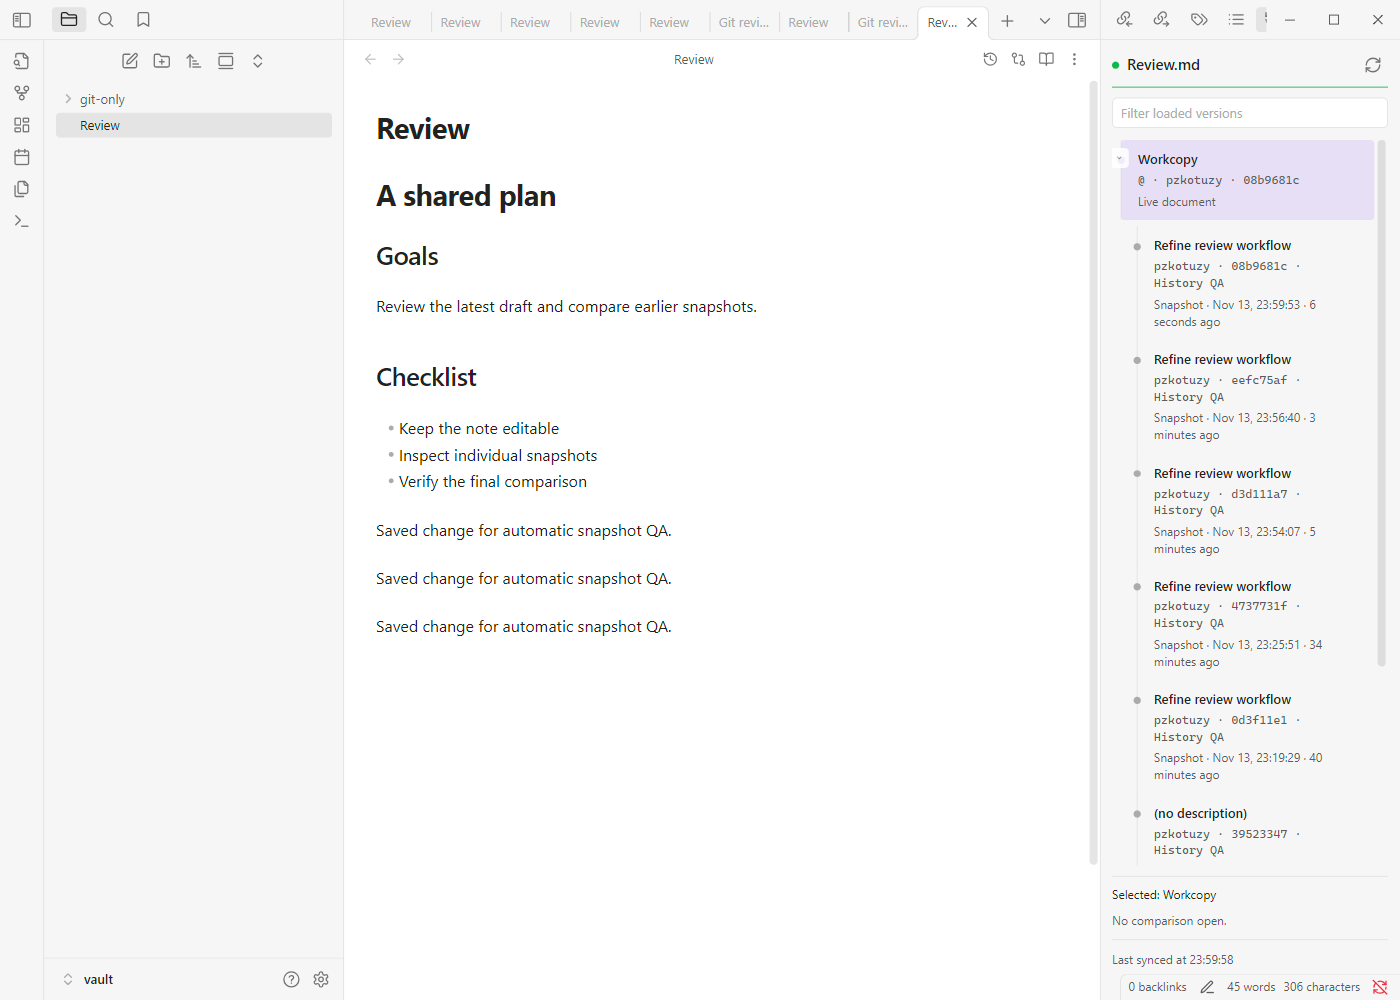 Review
Review
Review
Review
Review
Git revi...
Review
Git revi...
Rev...
git-only
Review
vault
Review
Review
A shared plan
Goals
Review the latest draft and compare earlier snapshots.
Checklist
• Keep the note editable
• Inspect individual snapshots
• Verify the final comparison
Saved change for automatic snapshot QA.
Saved change for automatic snapshot QA.
Saved change for automatic snapshot QA.
Review.md
Filter loaded versions
Workcopy
@ · pzkotuzy · 08b9681c
Live document
Refine review workflow
pzkotuzy · 08b9681c ·
History QA
Snapshot · Nov 13, 23:59:53 · 6
seconds ago
Refine review workflow
pzkotuzy · eefc75af ·
History QA
Snapshot · Nov 13, 23:56:40 · 3
minutes ago
Refine review workflow
pzkotuzy · d3d111a7 ·
History QA
Snapshot · Nov 13, 23:54:07 · 5
minutes ago
Refine review workflow
pzkotuzy · 4737731f ·
History QA
Snapshot · Nov 13, 23:25:51 · 34
minutes ago
Refine review workflow
pzkotuzy · 0d3f11e1 ·
History QA
Snapshot · Nov 13, 23:19:29 · 40
minutes ago
(no description)
pzkotuzy · 39523347 ·
History QA
Selected: Workcopy
No comparison open.
Last synced at 23:59:58
0 backlinks
45 words
306 characters